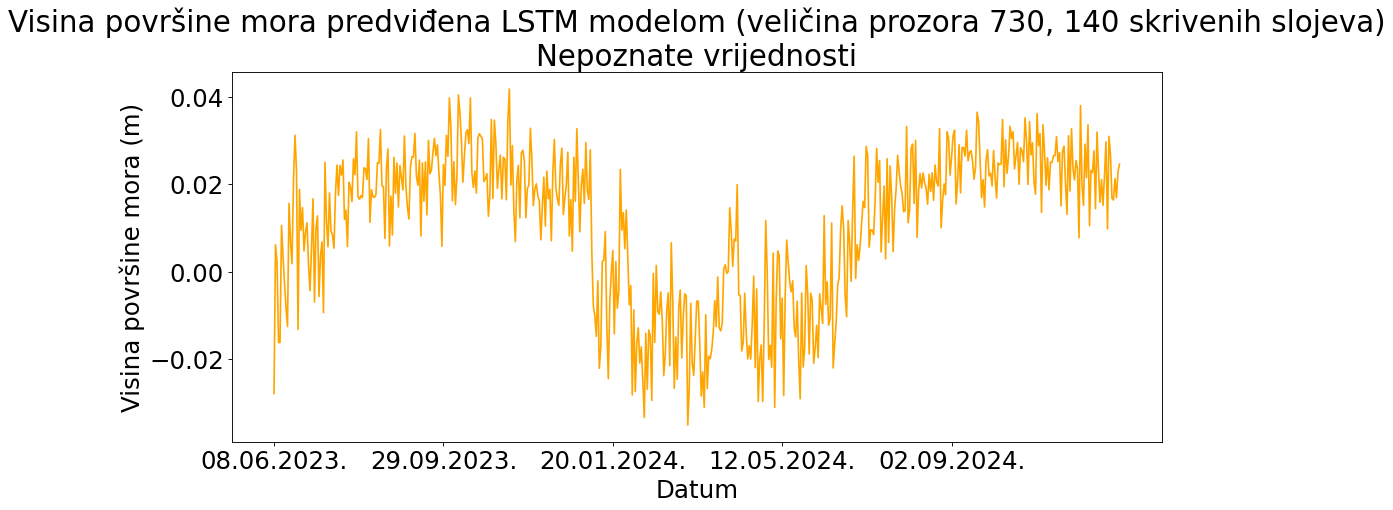 Visina površine mora predviđena LSTM modelom (veličina prozora 730, 140 skrivenih slojeva)
Nepoznate vrijednosti
Visina površine mora (m)
0.04
0.02
0.00
−0.02
08.06.2023. 29.09.2023. 20.01.2024. 12.05.2024. 02.09.2024.
Datum